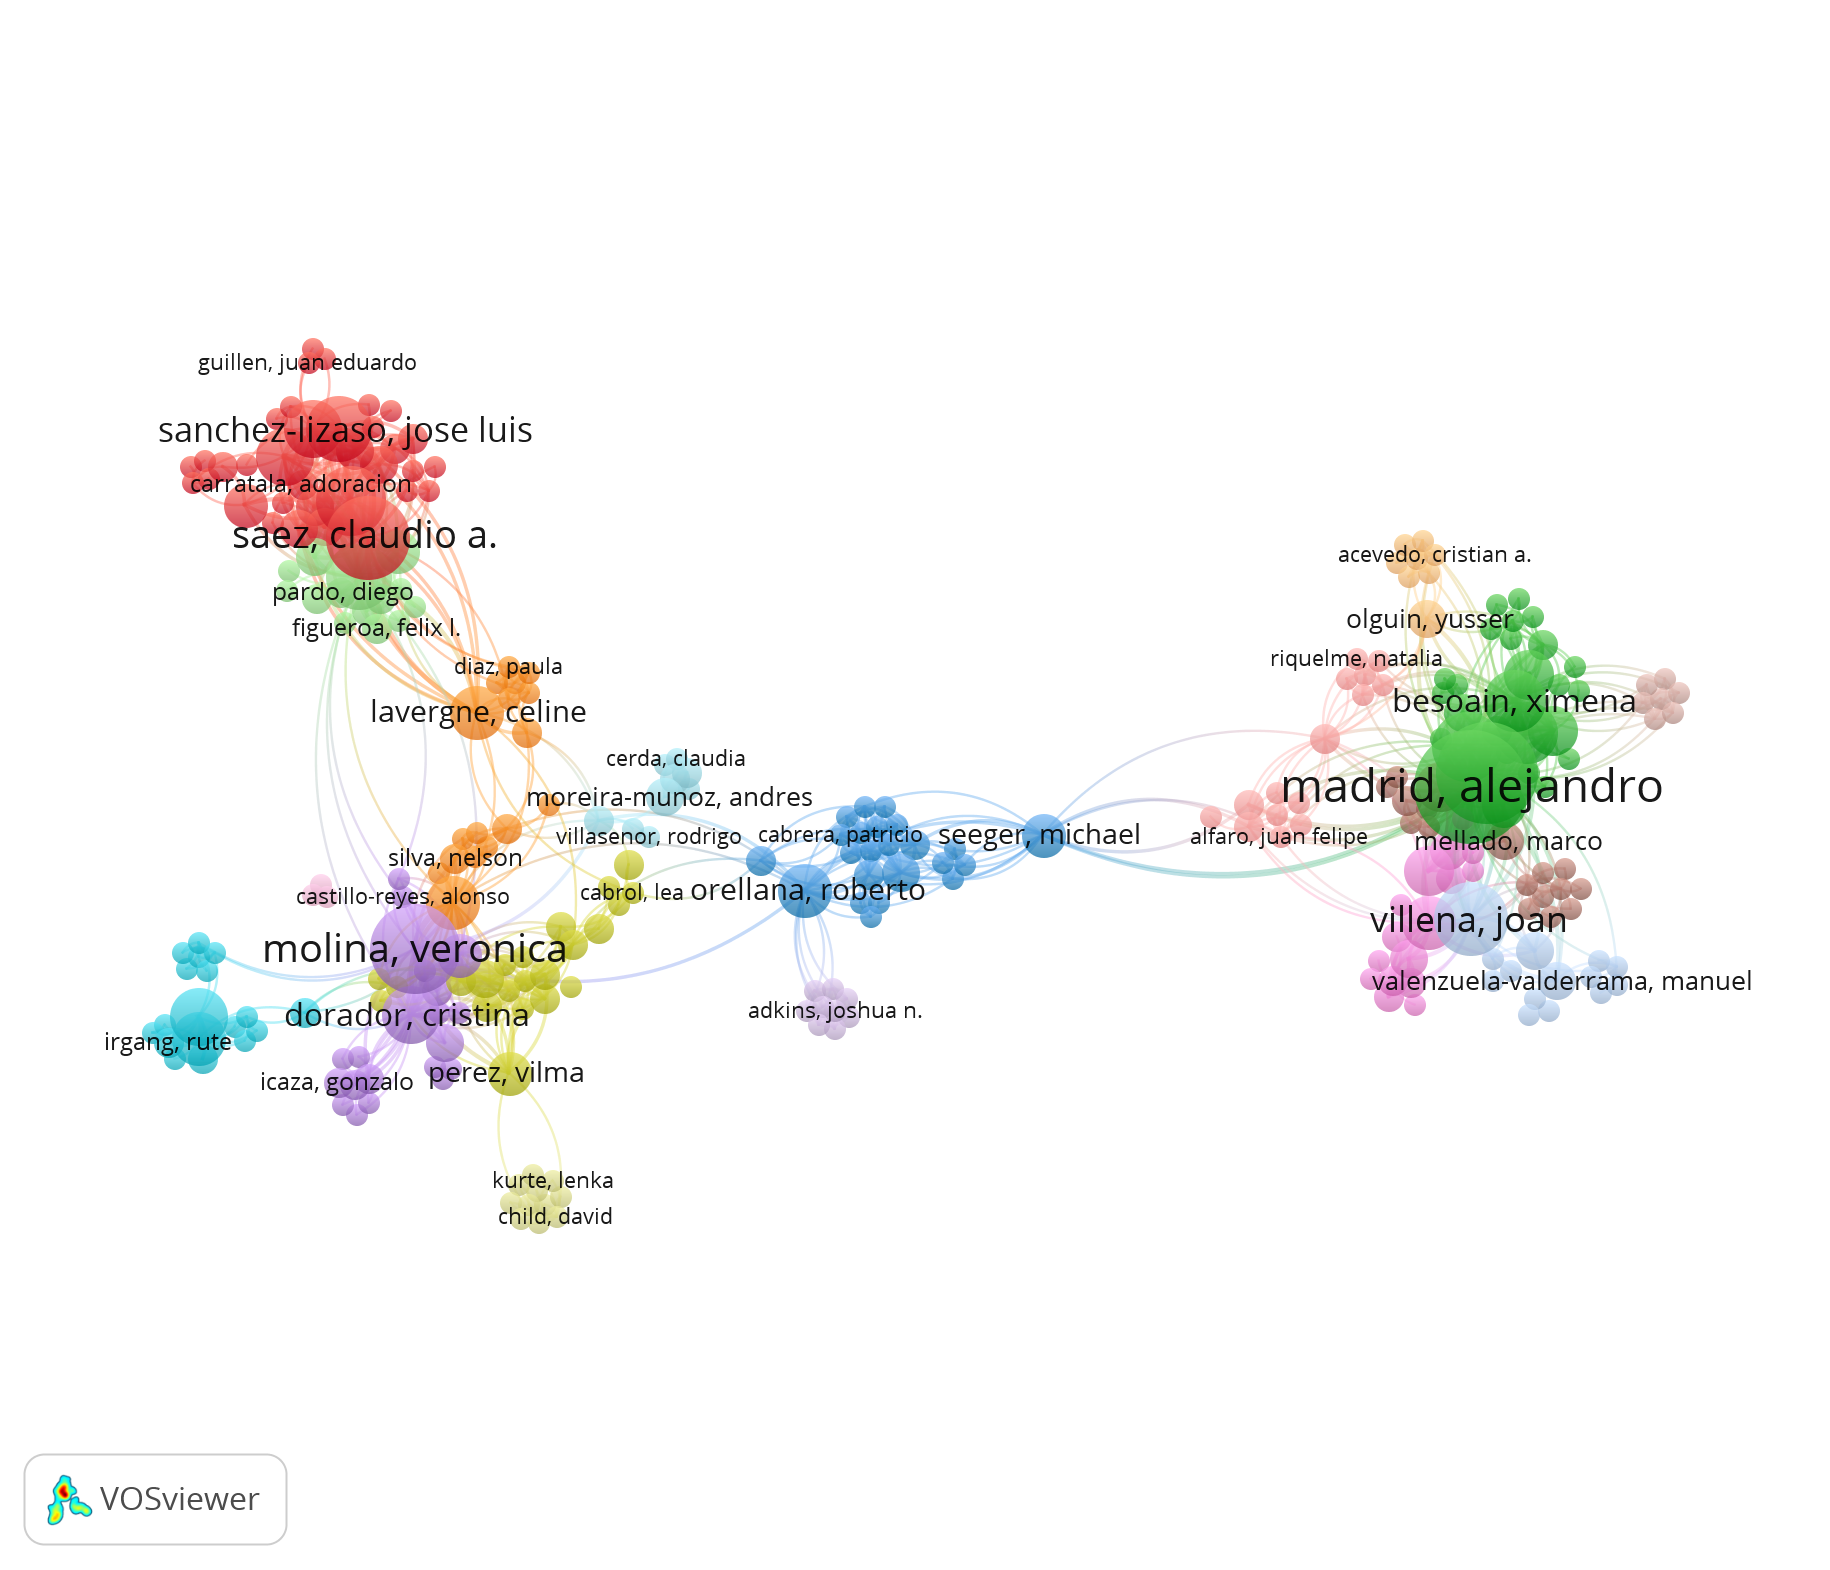 guillen, juan eduardo
sanchez-lizaso, jose luis
carratala, adoracion
saez, claudio a.
pardo, diego
figueroa, felix l.
diaz, paula
lavergne, celine
cerda, claudia
moreira-munoz, andres
villasenor, rodrigo
cabrera, patricio
seeger, michael
silva, nelson
castillo-reyes, alonso
cabrol, lea
orellana, roberto
molina, veronica
dorador, cristina
irgang, rute
icaza, gonzalo
perez, vilma
adkins, joshua n.
kurte, lenka
child, david
acevedo, cristian a.
olguin, yusser
riquelme, natalia
besoain, ximena
madrid, alejandro
alfaro, juan felipe
mellado, marco
villena, joan
valenzuela-valderrama, manuel
VOSviewer